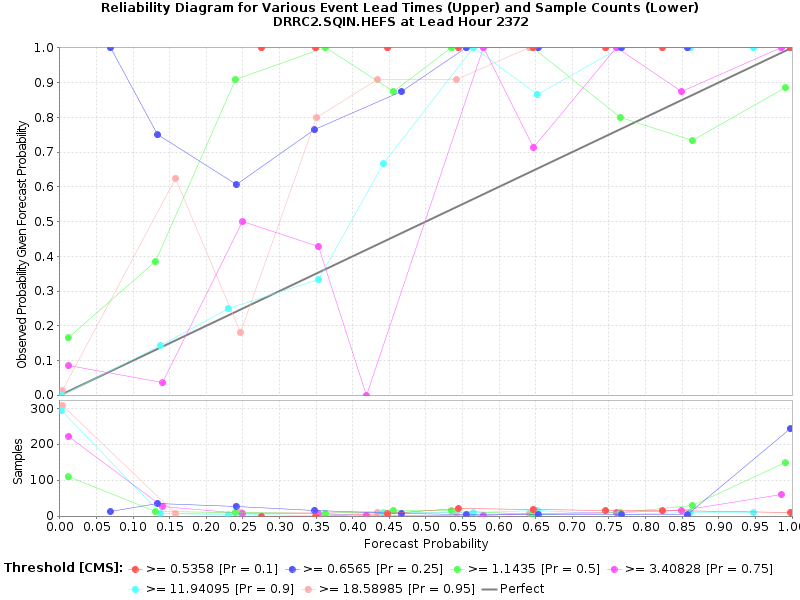 Reliability Diagram for Various Event Lead Times (Upper) and Sample Counts (Lower)
DRRC2.SQIN.HEFS at Lead Hour 2372
Observed Probability Given Forecast Probability
1.0
0.9
0.8
0.7
0.6
0.5
0.4
0.3
0.2
0.1
0.0
Samples
300
200
100
0
0.00 0.05 0.10 0.15 0.20 0.25 0.30 0.35 0.40 0.45 0.50 0.55 0.60 0.65 0.70 0.75 0.80 0.85 0.90 0.95 1.00
Forecast Probability
Threshold [CMS]: >= 0.5358 [Pr = 0.1] >= 0.6565 [Pr = 0.25] >= 1.1435 [Pr = 0.5] >= 3.40828 [Pr = 0.75]
>= 11.94095 [Pr = 0.9] >= 18.58985 [Pr = 0.95] Perfect